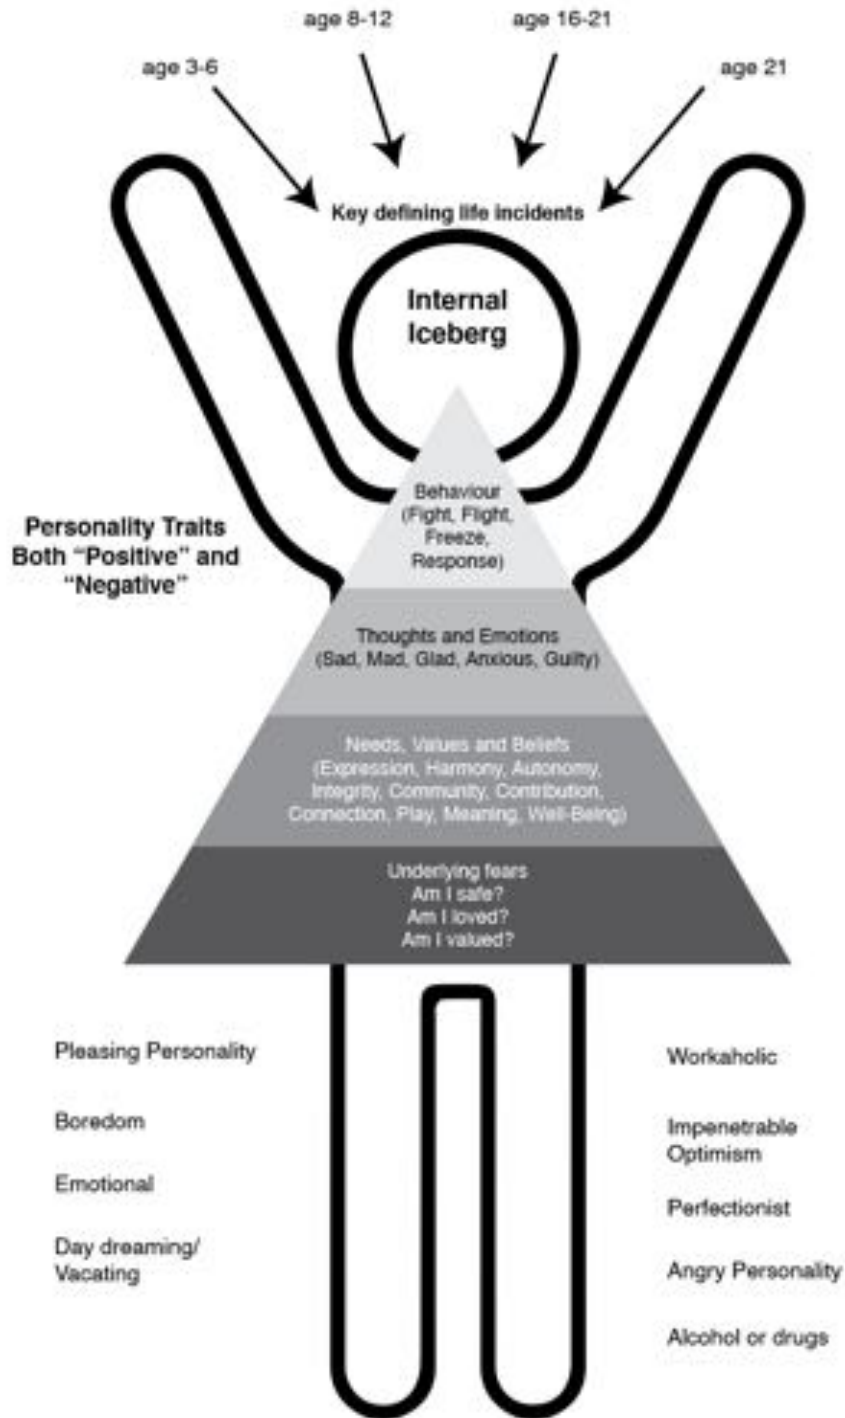 age 8-12
age 16-21
age 3-6
age 21
Key defining life incidents
Internal
Iceberg
Behaviour
(Fight, Flight,
Freeze,
Response)
Personality Traits
Both “Positive” and
“Negative”
Thoughts and Emotions
(Sad, Mad, Glad, Anxious, Guilty)
Needs, Values and Beliefs
(Expression, Harmony, Autonomy,
Integrity, Community, Contribution,
Connection, Play, Meaning, Well-Being)
Underlying fears
Am I safe?
Am I loved?
Am I valued?
Pleasing Personality
Boredom
Emotional
Day dreaming/
Vacating
Workaholic
Impenetrable
Optimism
Perfectionist
Angry Personality
Alcohol or drugs